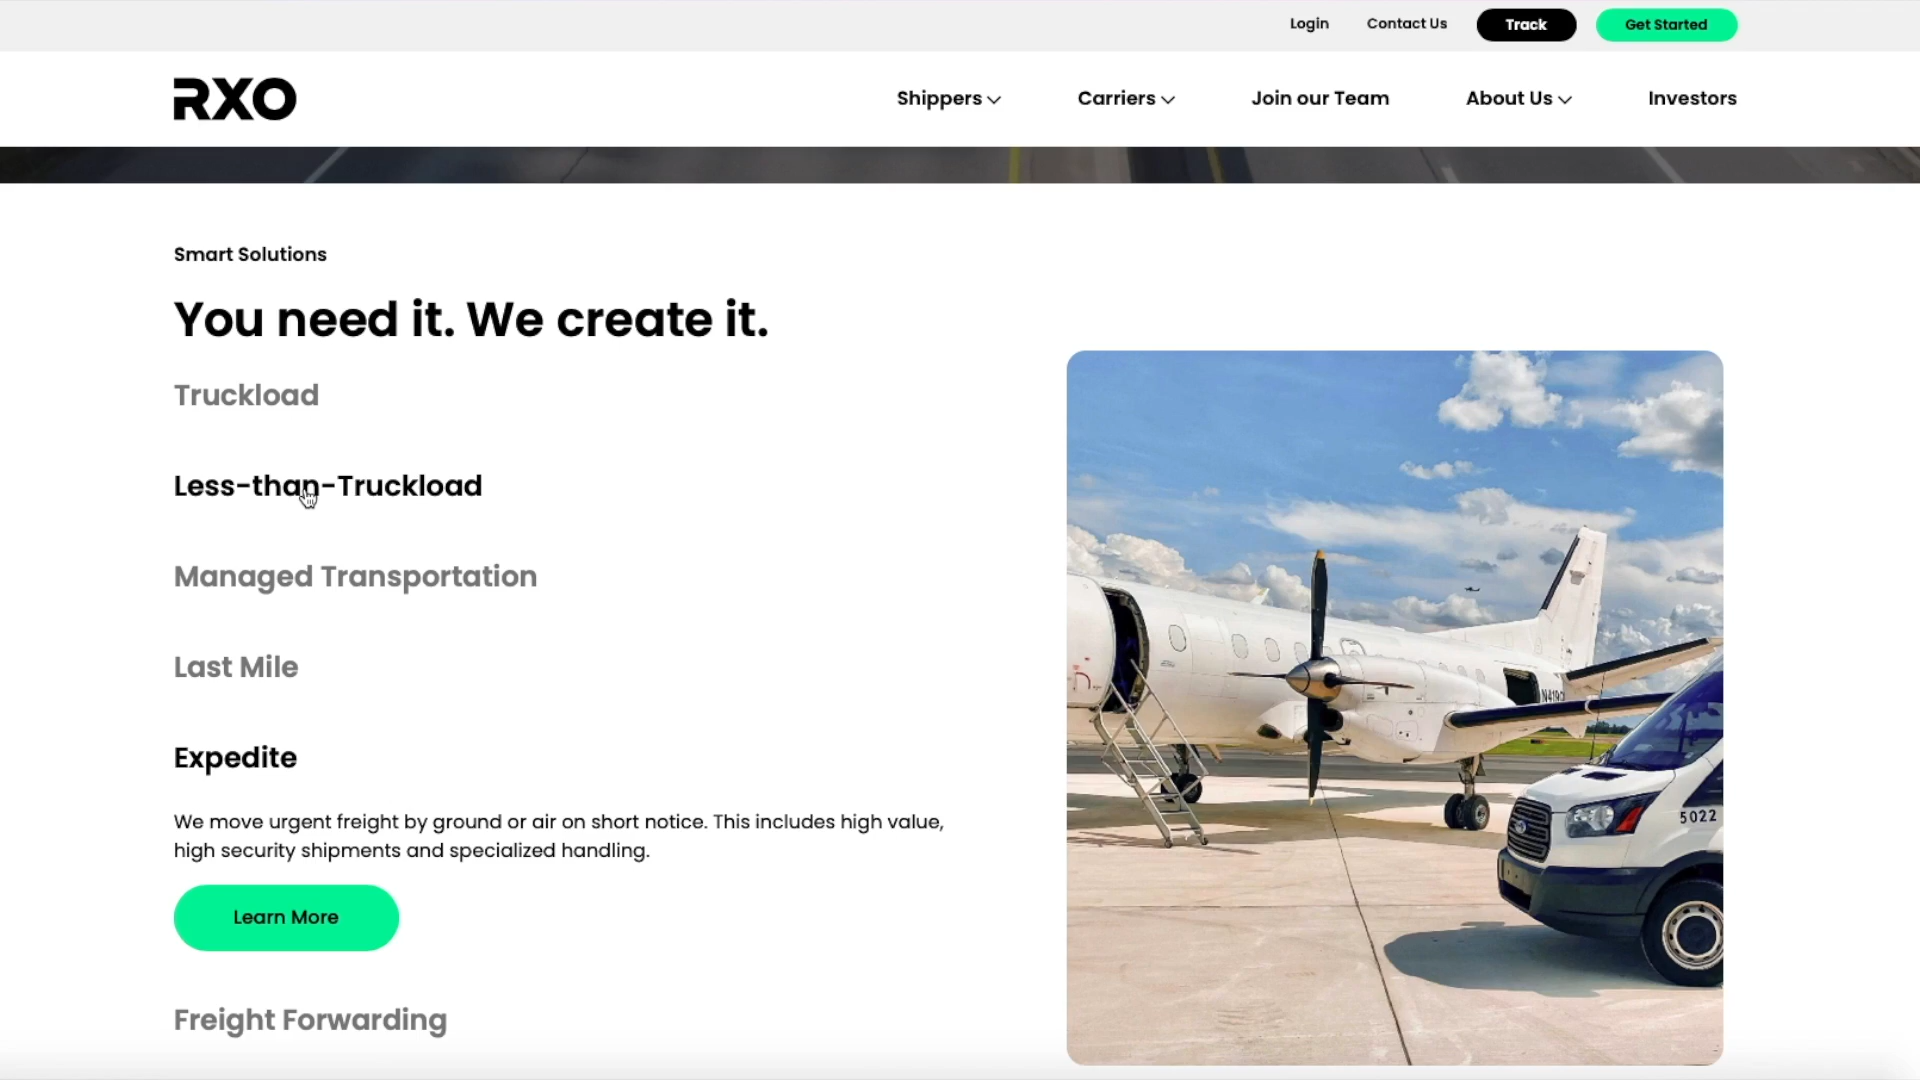 Login
Contact Us
Track
Get Started
RXO
Shippers
Carriers
Join our Team
About Us
Investors
Smart Solutions
You need it. We create it.
Truckload
Less-than-Truckload
Managed Transportation
Last Mile
Expedite
We move urgent freight by ground or air on short notice. This includes high value,
high security shipments and specialized handling.
Learn More
Freight Forwarding
5022